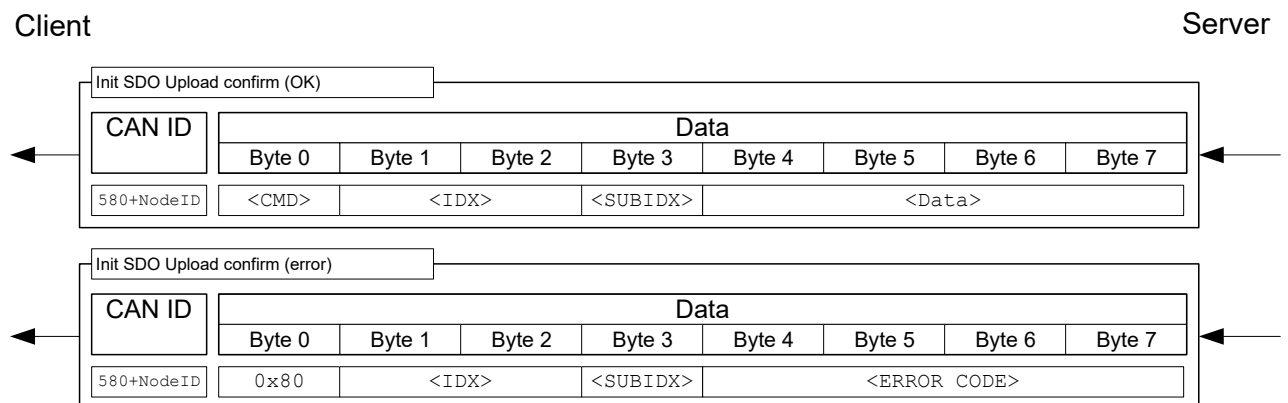 Client Server
Init SDO Upload confirm (OK)
CAN ID Data
Byte 0 Byte 1 Byte 2 Byte 3 Byte 4 Byte 5 Byte 6 Byte 7
580+NodeID <CMD> <IDX> <SUBIDX> <Data>
Init SDO Upload confirm (error)
CAN ID Data
Byte 0 Byte 1 Byte 2 Byte 3 Byte 4 Byte 5 Byte 6 Byte 7
580+NodeID 0x80 <IDX> <SUBIDX> <ERROR CODE>